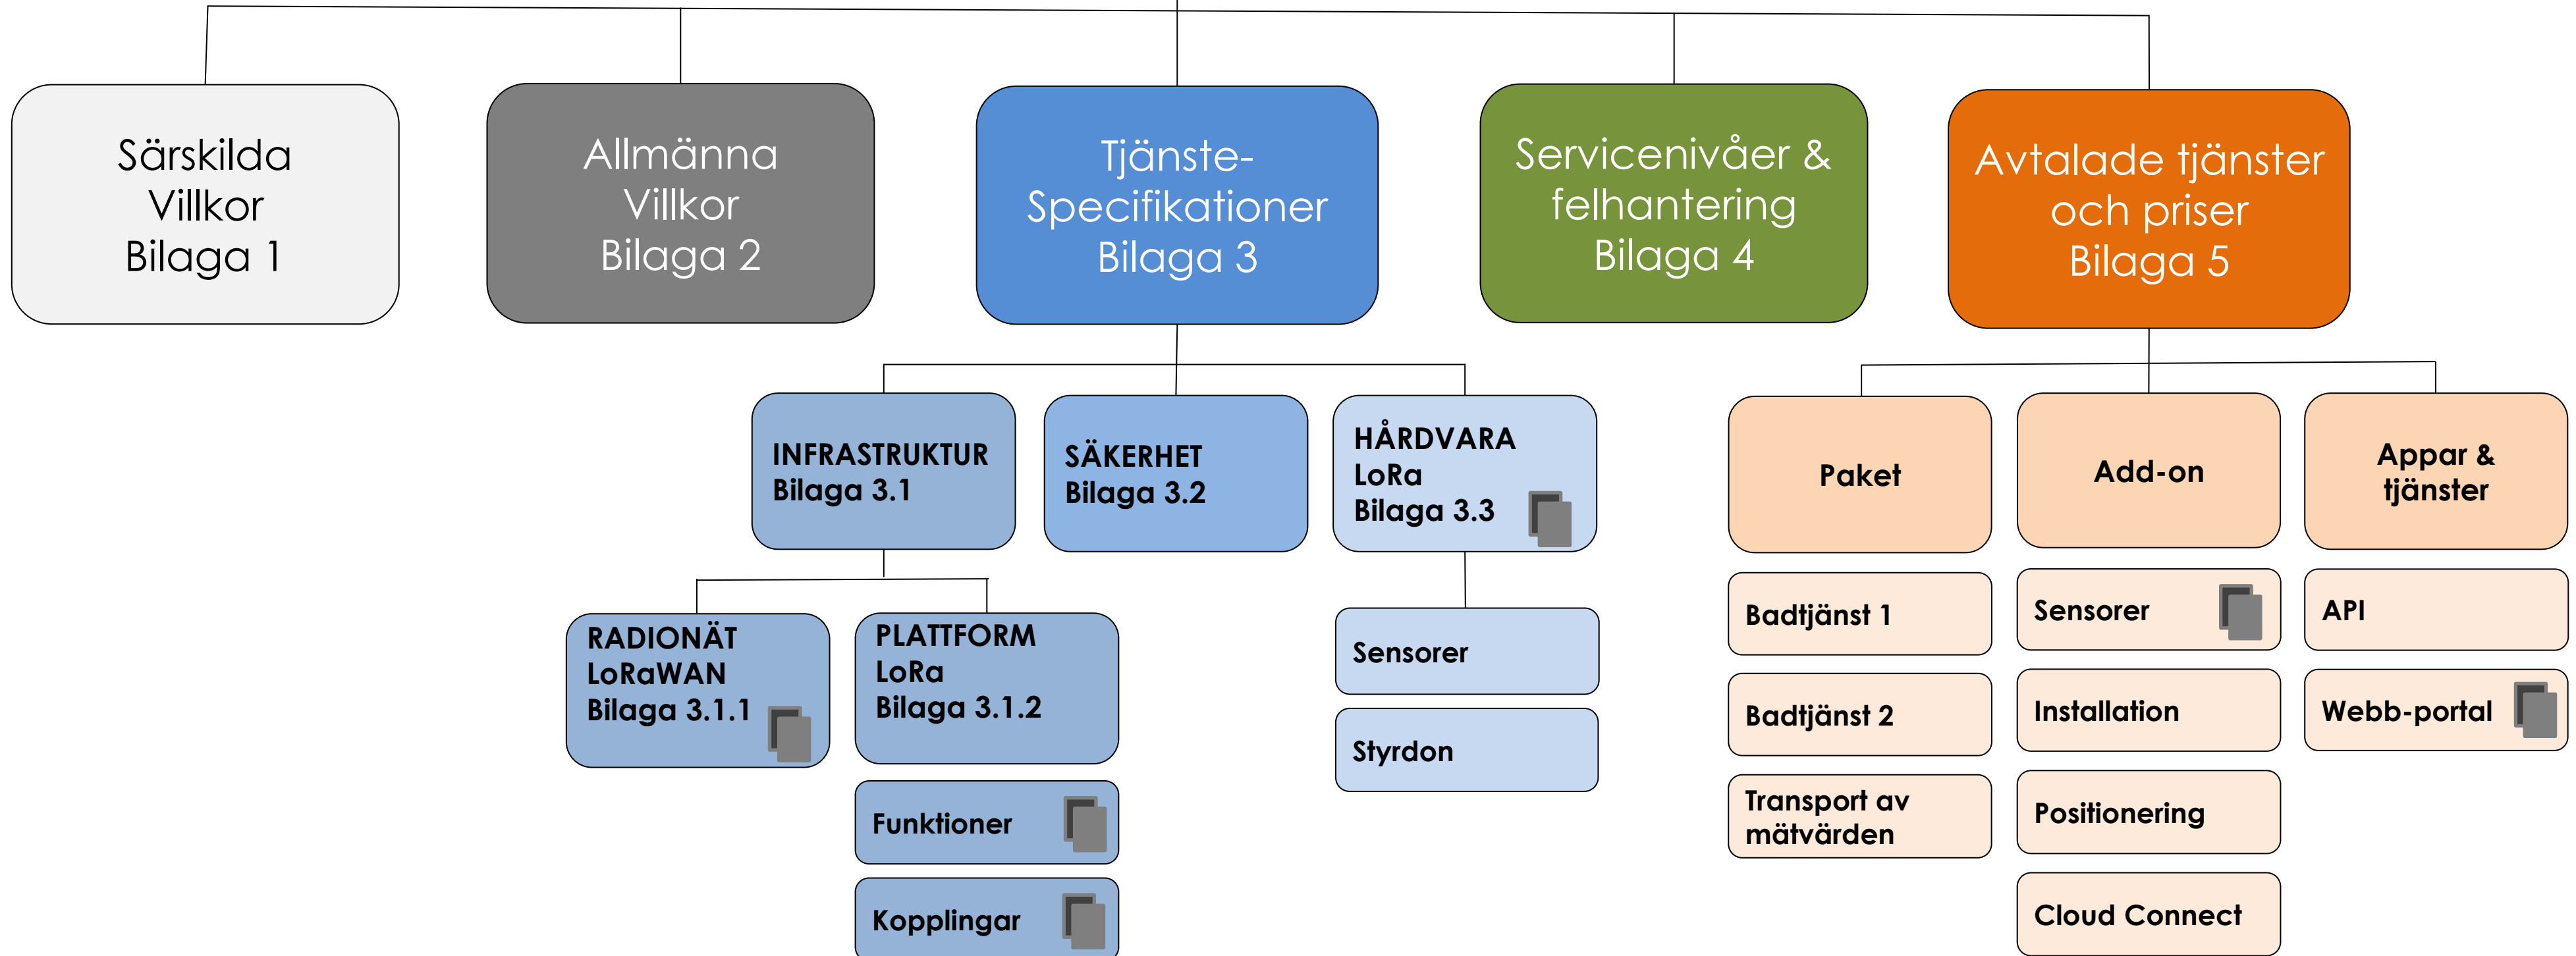 Särskilda
Villkor
Bilaga 1
Allmänna
Villkor
Bilaga 2
Tjänste-
Specifikationer
Bilaga 3
Servicenivåer &
felhantering
Bilaga 4
Avtalade tjänster
och priser
Bilaga 5
INFRASTRUKTUR
Bilaga 3.1
SÄKERHET
Bilaga 3.2
HÅRDVARA
LoRa
Bilaga 3.3
Paket
Add-on
Appar &
tjänster
RADIONÄT
LoRaWAN
Bilaga 3.1.1
PLATTFORM
LoRa
Bilaga 3.1.2
Funktioner
Kopplingar
Sensorer
Styrdon
Badtjänst 1
Badtjänst 2
Transport av
mätvärden
Sensorer
Installation
Positionering
Cloud Connect
API
Webb-portal